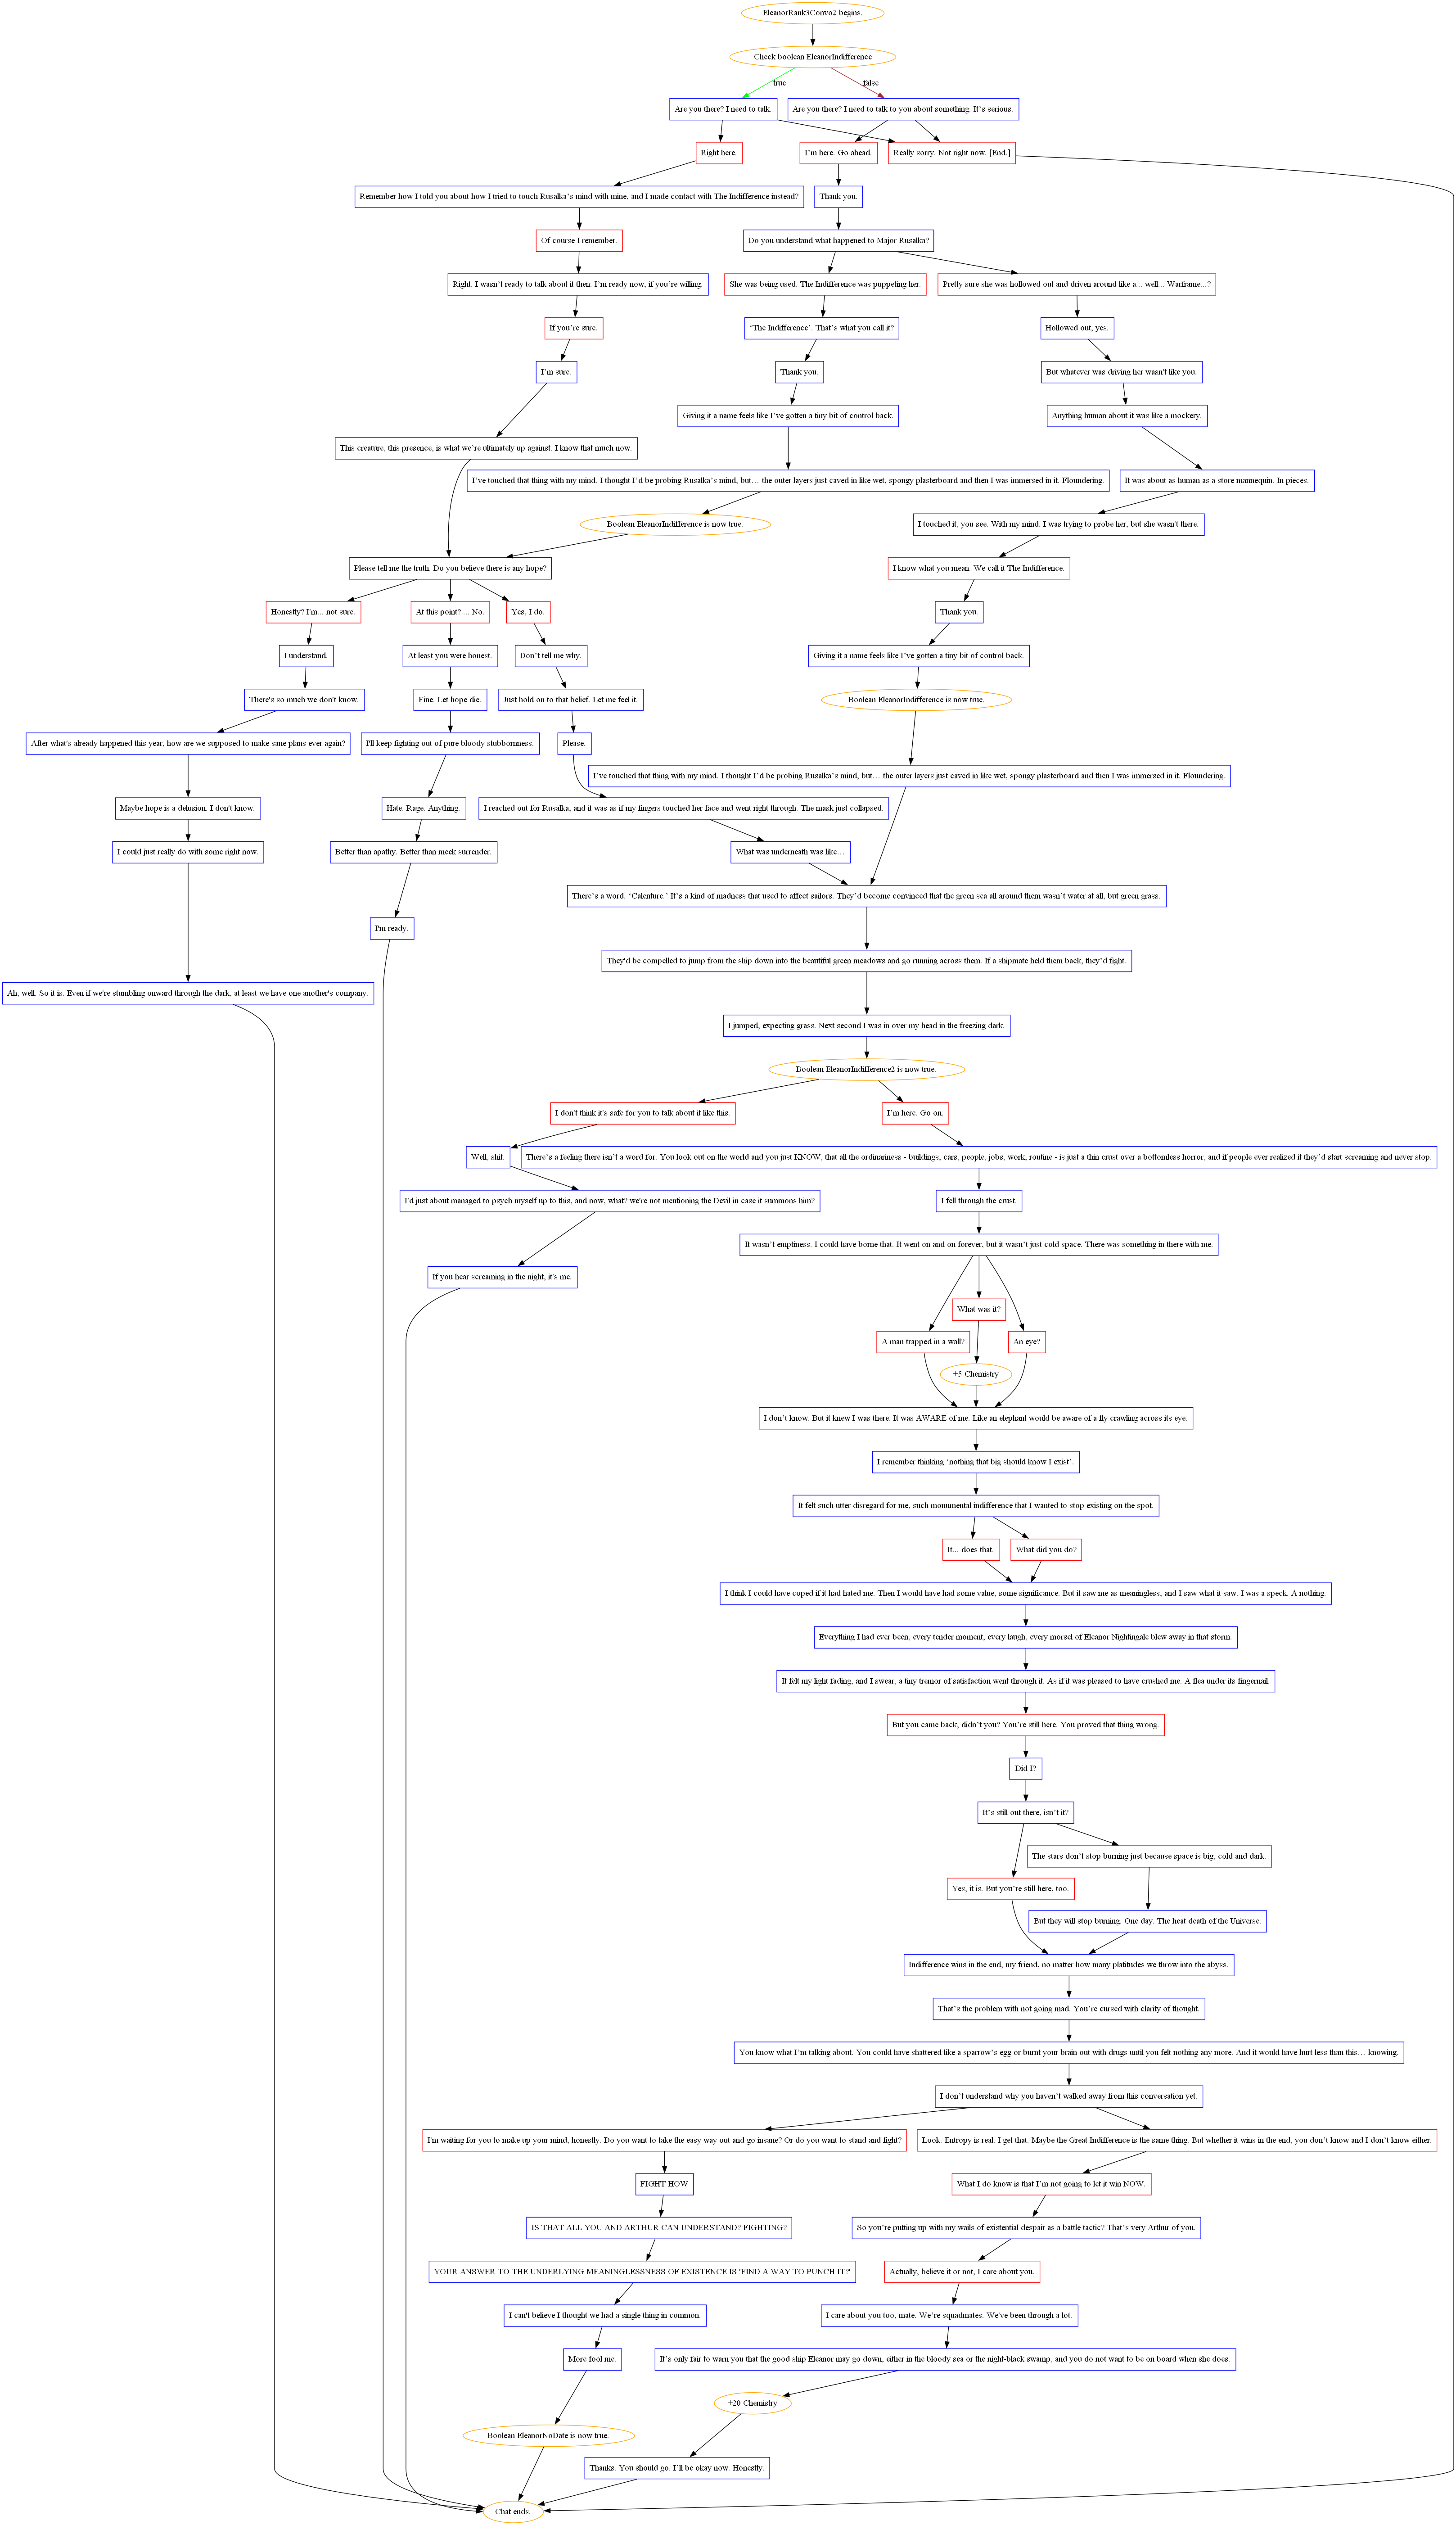 EleanorRank3Convo2 begins.
Check boolean EleanorIndifference
true
false
Are you there? I need to talk.
Are you there? I need to talk to you about something. It’s serious.
Right here.
I’m here. Go ahead.
Really sorry. Not right now. [End.]
Remember how I told you about how I tried to touch Rusalka’s mind with mine, and I made contact with The Indifference instead?
Thank you.
Of course I remember.
Do you understand what happened to Major Rusalka?
Right. I wasn’t ready to talk about it then. I’m ready now, if you’re willing.
She was being used. The Indifference was puppeting her.
Pretty sure she was hollowed out and driven around like a... well... Warframe...?
If you’re sure.
‘The Indifference’. That’s what you call it?
Hollowed out, yes.
I’m sure.
Thank you.
But whatever was driving her wasn't like you.
Giving it a name feels like I’ve gotten a tiny bit of control back.
Anything human about it was like a mockery.
This creature, this presence, is what we’re ultimately up against. I know that much now.
I’ve touched that thing with my mind. I thought I’d be probing Rusalka’s mind, but… the outer layers just caved in like wet, spongy plasterboard and then I was immersed in it. Floundering.
It was about as human as a store mannequin. In pieces.
Boolean EleanorIndifference is now true.
I touched it, you see. With my mind. I was trying to probe her, but she wasn't there.
Please tell me the truth. Do you believe there is any hope?
I know what you mean. We call it The Indifference.
Honestly? I'm... not sure.
At this point? ... No.
Yes, I do.
Thank you.
I understand.
At least you were honest.
Don’t tell me why.
Giving it a name feels like I’ve gotten a tiny bit of control back.
There's so much we don't know.
Fine. Let hope die.
Just hold on to that belief. Let me feel it.
Boolean EleanorIndifference is now true.
After what's already happened this year, how are we supposed to make sane plans ever again?
I'll keep fighting out of pure bloody stubbornness.
Please.
I’ve touched that thing with my mind. I thought I’d be probing Rusalka’s mind, but… the outer layers just caved in like wet, spongy plasterboard and then I was immersed in it. Floundering.
Maybe hope is a delusion. I don't know.
Hate. Rage. Anything.
I reached out for Rusalka, and it was as if my fingers touched her face and went right through. The mask just collapsed.
I could just really do with some right now.
Better than apathy. Better than meek surrender.
What was underneath was like…
There’s a word. ‘Calenture.’ It’s a kind of madness that used to affect sailors. They’d become convinced that the green sea all around them wasn’t water at all, but green grass.
I'm ready.
They'd be compelled to jump from the ship down into the beautiful green meadows and go running across them. If a shipmate held them back, they’d fight.
Ah, well. So it is. Even if we're stumbling onward through the dark, at least we have one another's company.
I jumped, expecting grass. Next second I was in over my head in the freezing dark.
Boolean EleanorIndifference2 is now true.
I don't think it's safe for you to talk about it like this.
I’m here. Go on.
Well, shit.
There’s a feeling there isn’t a word for. You look out on the world and you just KNOW, that all the ordinariness - buildings, cars, people, jobs, work, routine - is just a thin crust over a bottomless horror, and if people ever realized it they’d start screaming and never stop.
I'd just about managed to psych myself up to this, and now, what? we're not mentioning the Devil in case it summons him?
I fell through the crust.
It wasn’t emptiness. I could have borne that. It went on and on forever, but it wasn’t just cold space. There was something in there with me.
If you hear screaming in the night, it's me.
What was it?
A man trapped in a wall?
An eye?
+5 Chemistry
I don’t know. But it knew I was there. It was AWARE of me. Like an elephant would be aware of a fly crawling across its eye.
I remember thinking ‘nothing that big should know I exist’.
It felt such utter disregard for me, such monumental indifference that I wanted to stop existing on the spot.
It... does that.
What did you do?
I think I could have coped if it had hated me. Then I would have had some value, some significance. But it saw me as meaningless, and I saw what it saw. I was a speck. A nothing.
Everything I had ever been, every tender moment, every laugh, every morsel of Eleanor Nightingale blew away in that storm.
It felt my light fading, and I swear, a tiny tremor of satisfaction went through it. As if it was pleased to have crushed me. A flea under its fingernail.
But you came back, didn’t you? You’re still here. You proved that thing wrong.
Did I?
It’s still out there, isn’t it?
The stars don’t stop burning just because space is big, cold and dark.
Yes, it is. But you’re still here, too.
But they will stop burning. One day. The heat death of the Universe.
Indifference wins in the end, my friend, no matter how many platitudes we throw into the abyss.
That’s the problem with not going mad. You’re cursed with clarity of thought.
You know what I’m talking about. You could have shattered like a sparrow’s egg or burnt your brain out with drugs until you felt nothing any more. And it would have hurt less than this… knowing.
I don’t understand why you haven’t walked away from this conversation yet.
I'm waiting for you to make up your mind, honestly. Do you want to take the easy way out and go insane? Or do you want to stand and fight?
Look. Entropy is real. I get that. Maybe the Great Indifference is the same thing. But whether it wins in the end, you don’t know and I don’t know either.
FIGHT HOW
What I do know is that I’m not going to let it win NOW.
IS THAT ALL YOU AND ARTHUR CAN UNDERSTAND? FIGHTING?
So you’re putting up with my wails of existential despair as a battle tactic? That’s very Arthur of you.
YOUR ANSWER TO THE UNDERLYING MEANINGLESSNESS OF EXISTENCE IS 'FIND A WAY TO PUNCH IT?'
Actually, believe it or not, I care about you.
I can't believe I thought we had a single thing in common.
I care about you too, mate. We’re squadmates. We've been through a lot.
More fool me.
It’s only fair to warn you that the good ship Eleanor may go down, either in the bloody sea or the night-black swamp, and you do not want to be on board when she does.
+20 Chemistry
Boolean EleanorNoDate is now true.
Thanks. You should go. I’ll be okay now. Honestly.
Chat ends.